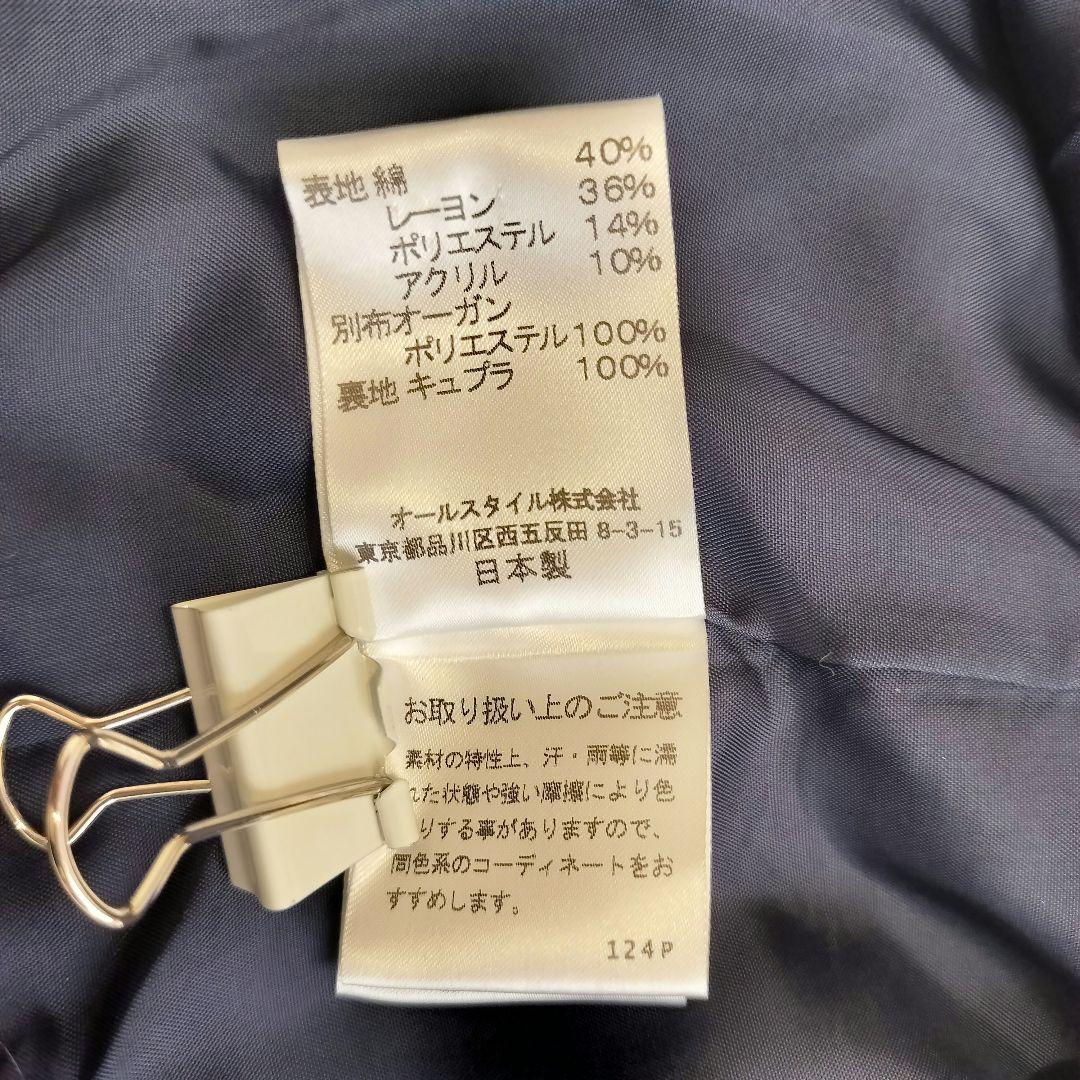 表地 綿 40%
レーヨン 36%
ポリエステル 14%
アクリル 10%
別布オーガン
ポリエステル 100%
裏地 キュプラ 100%
オールスタイル株式会社
東京都品川区西五反田 8-3-15
日本製
お取り扱い上のご注意
素材の特性上、汗・雨等に濡
れた状態や強い摩擦により色
りする事がありますので、
同色系のコーディネートをお
すすめします。
124P